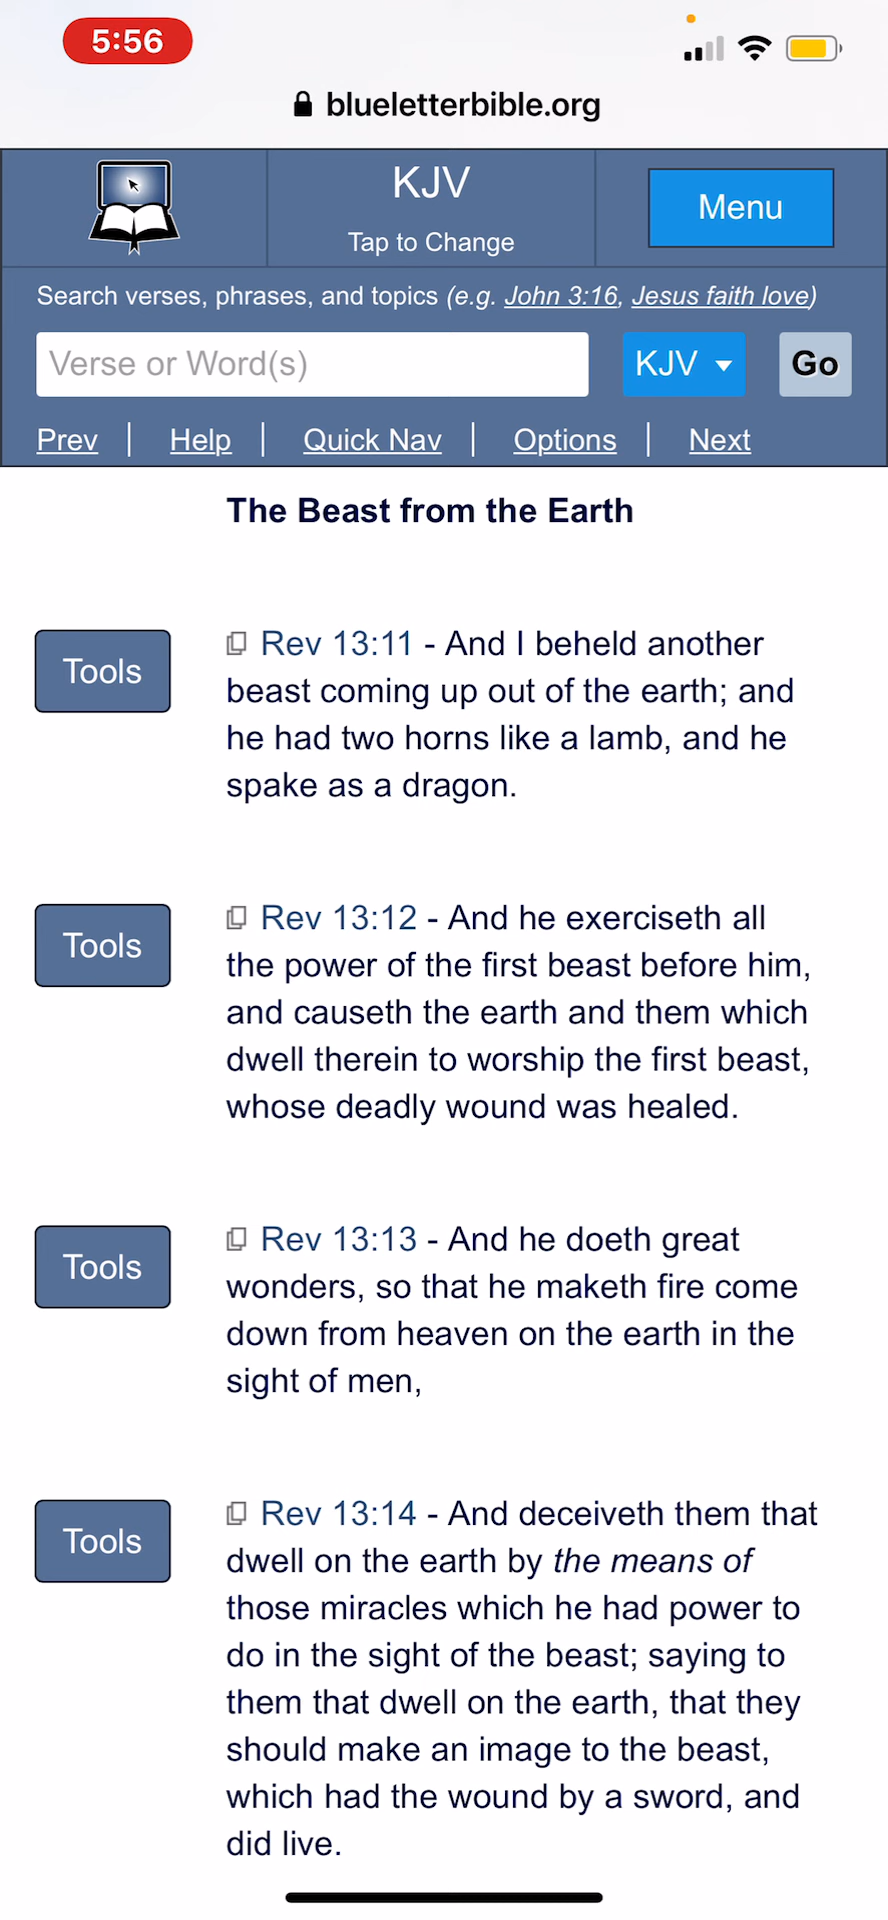 5:56
blueletterbible.org
KJV
Tap to Change
Menu
Search verses, phrases, and topics (e.g. John 3:16, Jesus faith love)
Verse or Word(s)
KJV
Go
Prev | Help | Quick Nav | Options | Next
The Beast from the Earth
Tools
Rev 13:11 - And I beheld another
beast coming up out of the earth; and
he had two horns like a lamb, and he
spake as a dragon.
Tools
Rev 13:12 - And he exerciseth all
the power of the first beast before him,
and causeth the earth and them which
dwell therein to worship the first beast,
whose deadly wound was healed.
Tools
Rev 13:13 - And he doeth great
wonders, so that he maketh fire come
down from heaven on the earth in the
sight of men,
Tools
Rev 13:14 - And deceiveth them that
dwell on the earth by the means of
those miracles which he had power to
do in the sight of the beast; saying to
them that dwell on the earth, that they
should make an image to the beast,
which had the wound by a sword, and
did live.